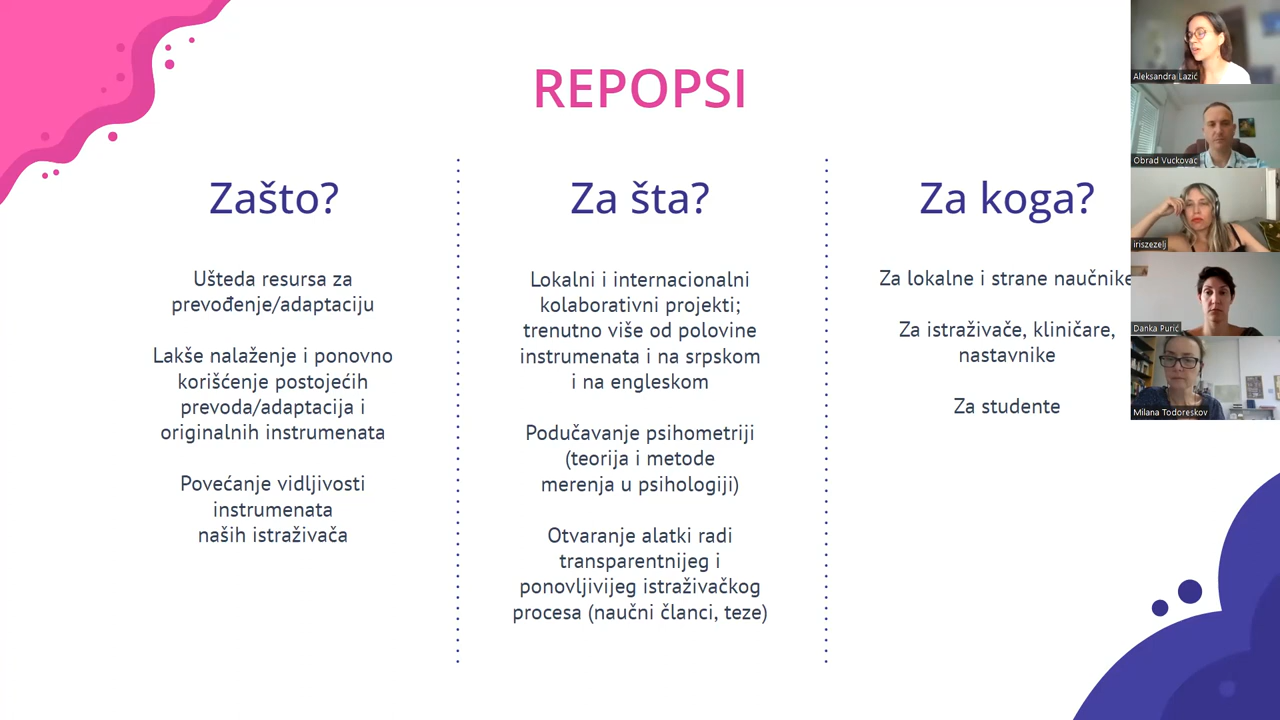 REPOPSI
Zašto?
Ušteda resursa za
prevođenje/adaptaciju
Lakše nalaženje i ponovno
korišćenje postojećih
prevoda/adaptacija i
originalnih instrumenata
Povećanje vidljivosti
instrumenata
naših istraživača
Za šta?
Lokalni i internacionalni
kolaborativni projekti;
trenutno više od polovine
instrumenata i na srpskom
i na engleskom
Podučavanje psihometriji
(teorija i metode
merenja u psihologiji)
Otvaranje alatki radi
transparentnijeg i
ponovljivijeg istraživačkog
procesa (naučni članci, teze)
Za koga?
Za lokalne i strane naučnike
Za istraživače, kliničare,
nastavnike
Za studente
Aleksandra Lazić
Obrad Vuckovac
iriszezelj
Danka Purić
Milana Todoreskov